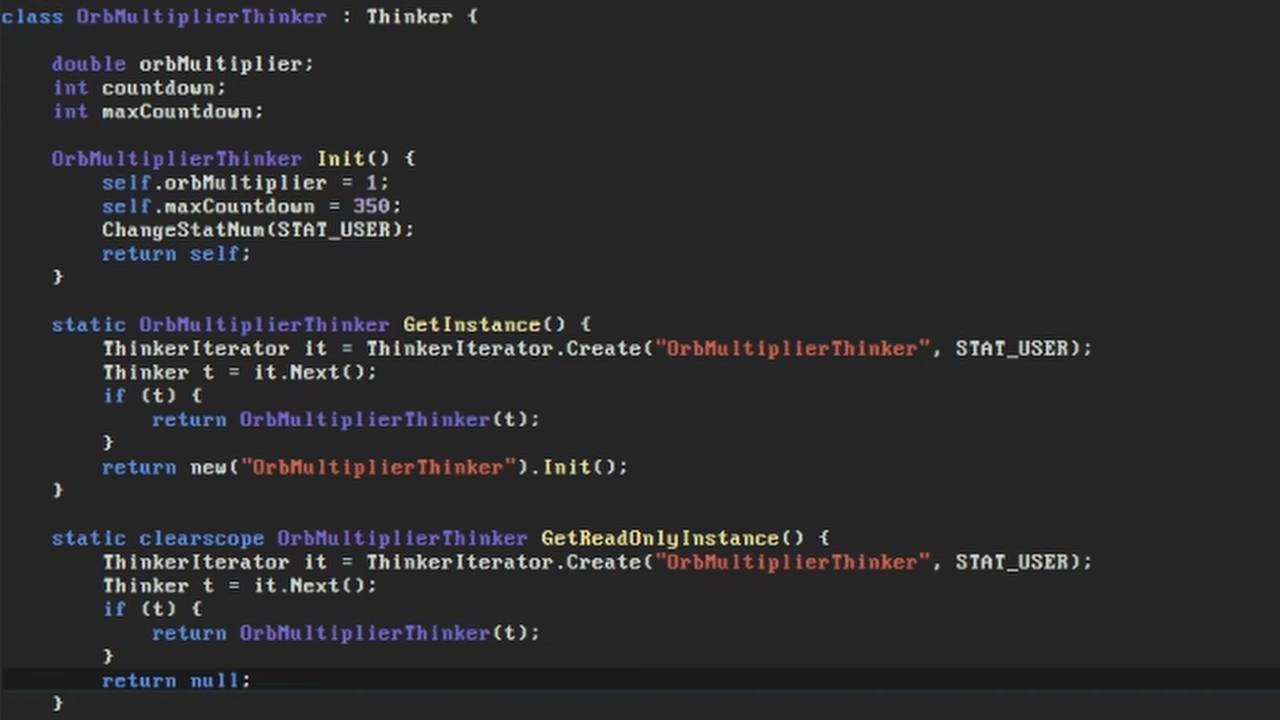 class OrbMultiplierThinker : Thinker {
double orbMultiplier;
int countdown;
int maxCountdown;
OrbMultiplierThinker Init() {
self.orbMultiplier = 1;
self.maxCountdown = 350;
ChangeStatNum(STAT_USER);
return self;
}
static OrbMultiplierThinker GetInstance() {
ThinkerIterator it = ThinkerIterator.Create("OrbMultiplierThinker", STAT_USER);
Thinker t = it.Next();
if (t) {
return OrbMultiplierThinker(t);
}
return new("OrbMultiplierThinker").Init();
}
static clearscope OrbMultiplierThinker GetReadOnlyInstance() {
ThinkerIterator it = ThinkerIterator.Create("OrbMultiplierThinker", STAT_USER);
Thinker t = it.Next();
if (t) {
return OrbMultiplierThinker(t);
}
return null;
}